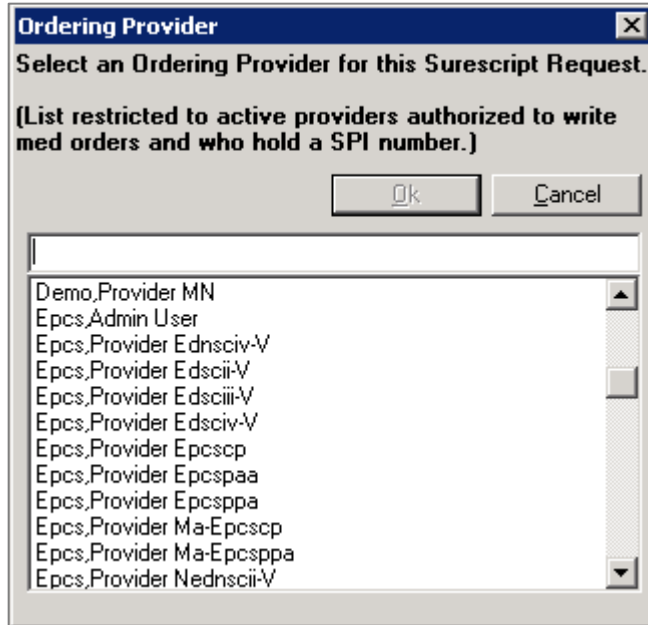 Ordering Provider
Select an Ordering Provider for this Surescript Request.
(List restricted to active providers authorized to write
med orders and who hold a SPI number.)
Ok
Cancel
Demo,Provider MN
Epcs,Admin User
Epcs,Provider Ednsciv-V
Epcs,Provider Edscii-V
Epcs,Provider Edsciii-V
Epcs,Provider Edsciv-V
Epcs,Provider Epcscp
Epcs,Provider Epcspaa
Epcs,Provider Epcsppa
Epcs,Provider Ma-Epcscp
Epcs,Provider Ma-Epcsppa
Epcs,Provider Nednscii-V